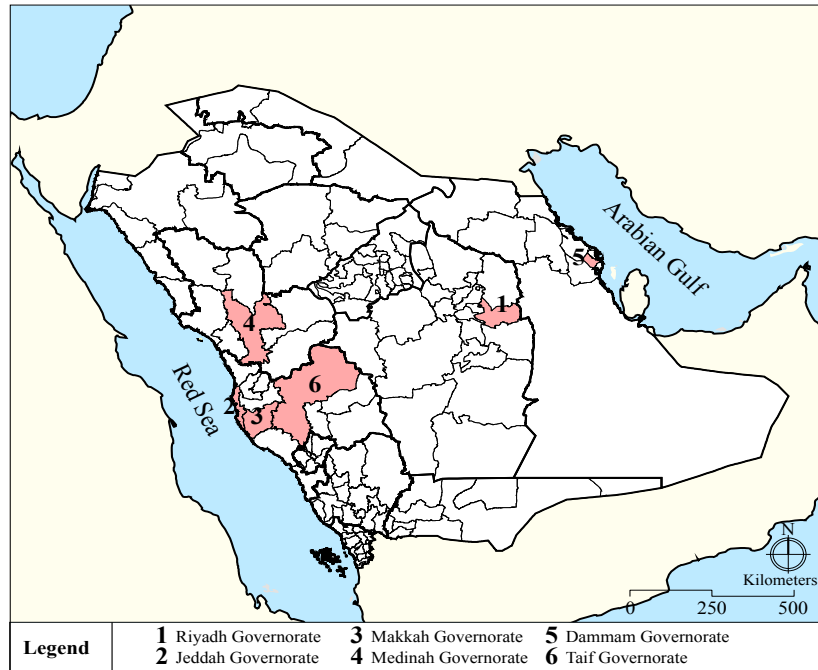 Arabian Gulf
5
1
4
6
Red Sea
2
3
N
Kilometers
0 250 500
Legend
1 Riyadh Governorate 3 Makkah Governorate 5 Dammam Governorate
2 Jeddah Governorate 4 Medinah Governorate 6 Taif Governorate